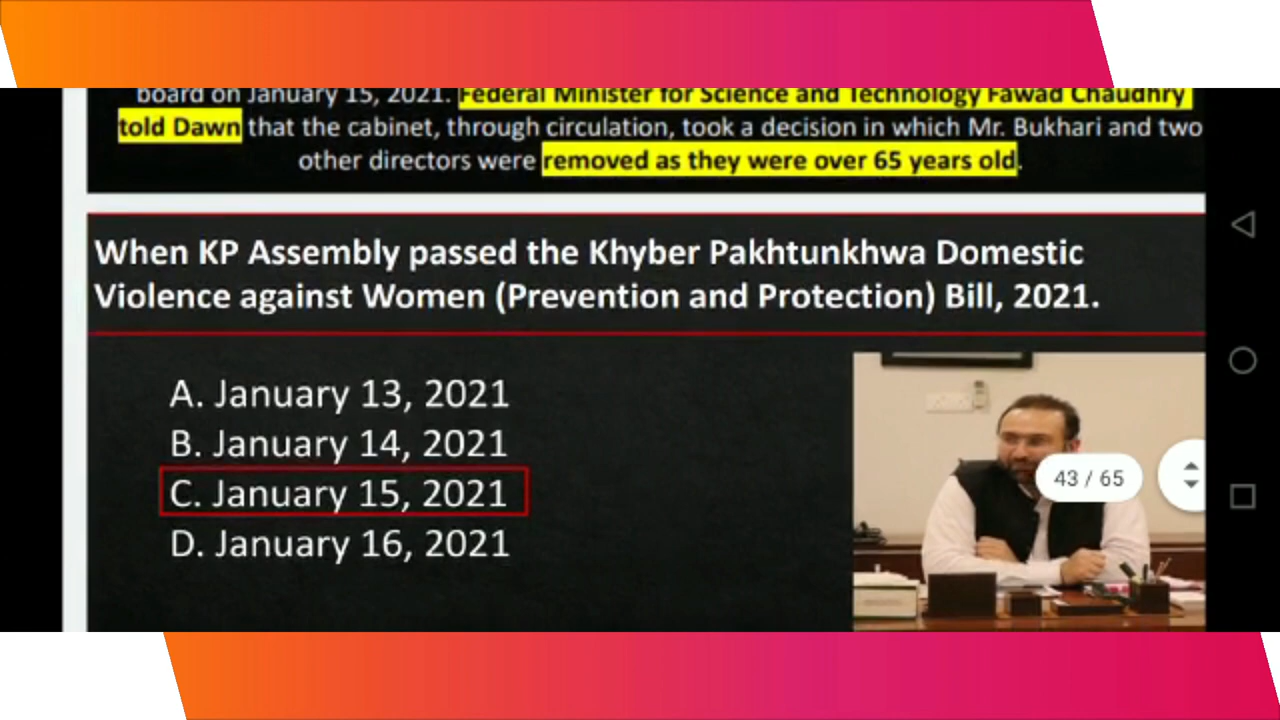 board on January 15, 2021. Federal Minister for Science and Technology Fawad Chaudhry
told Dawn that the cabinet, through circulation, took a decision in which Mr. Bukhari and two
other directors were removed as they were over 65 years old.
When KP Assembly passed the Khyber Pakhtunkhwa Domestic
Violence against Women (Prevention and Protection) Bill, 2021.
A. January 13, 2021
B. January 14, 2021
C. January 15, 2021
D. January 16, 2021
43 / 65